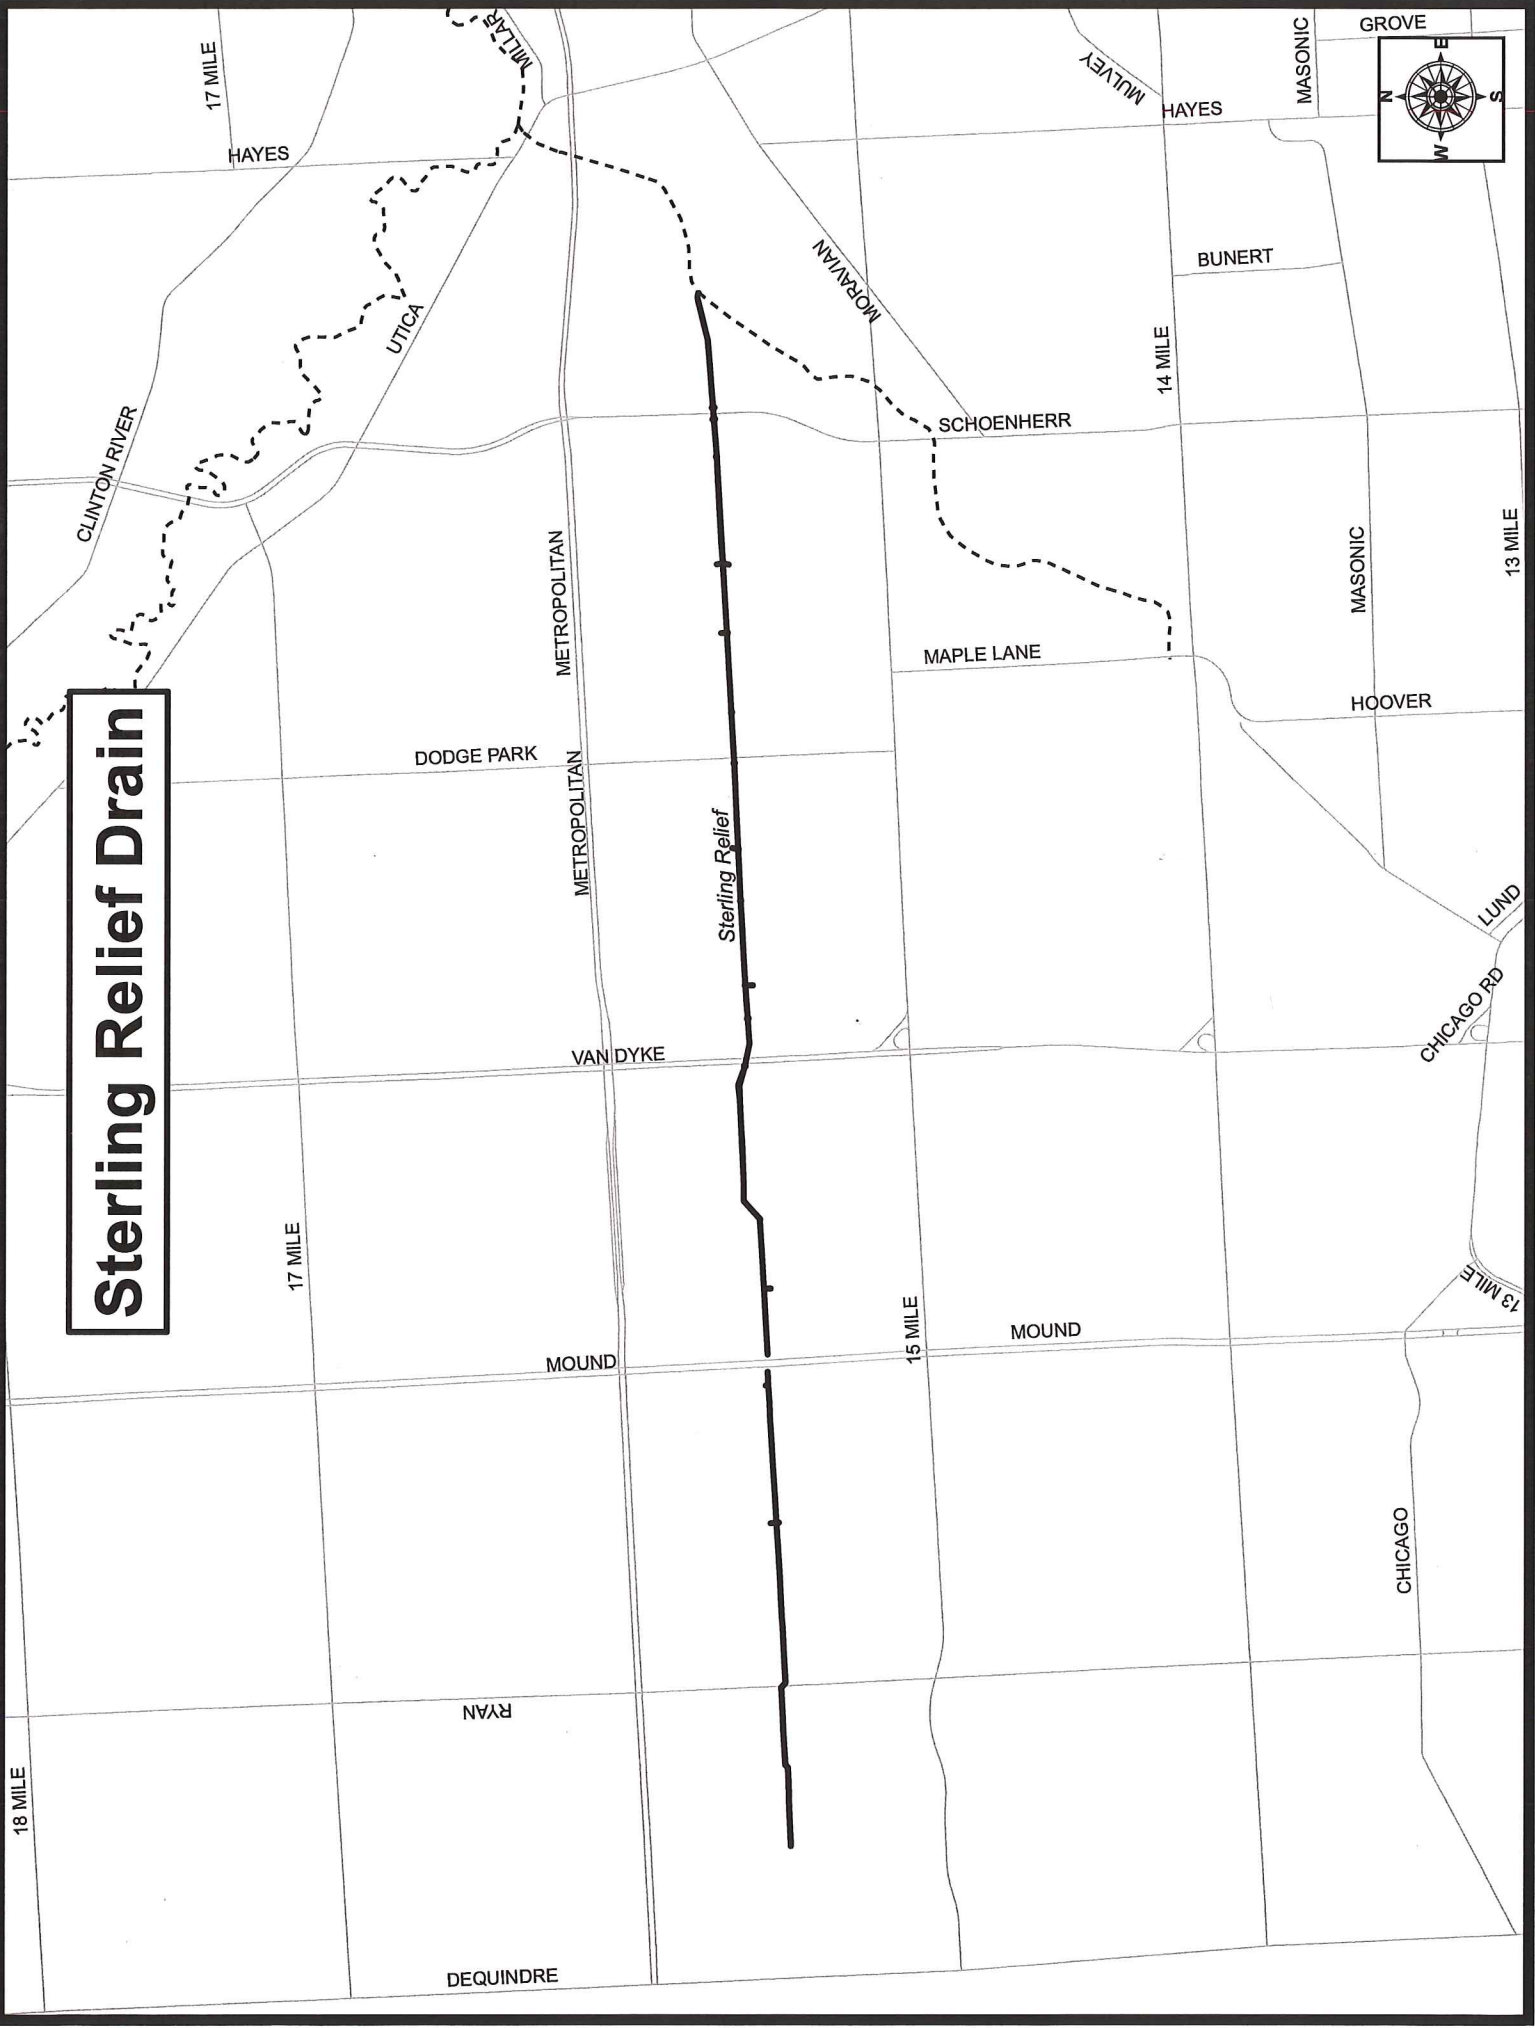 Sterling Relief Drain
18 MILE
17 MILE
17 MILE
CLINTON RIVER
HAYES
MILLAR
UTICA
RYAN
DEQUINDRE
MOUND
VAN DYKE
DODGE PARK
METROPOLITAN
METROPOLITAN
Sterling Relief
MORAVIAN
SCHOENHERR
MAPLE LANE
15 MILE
MOUND
14 MILE
MULVEY
HAYES
BUNERT
MASONIC
GROVE
MASONIC
HOOVER
13 MILE
LUND
CHICAGO RD
13 MILE
CHICAGO
N
E
S
W